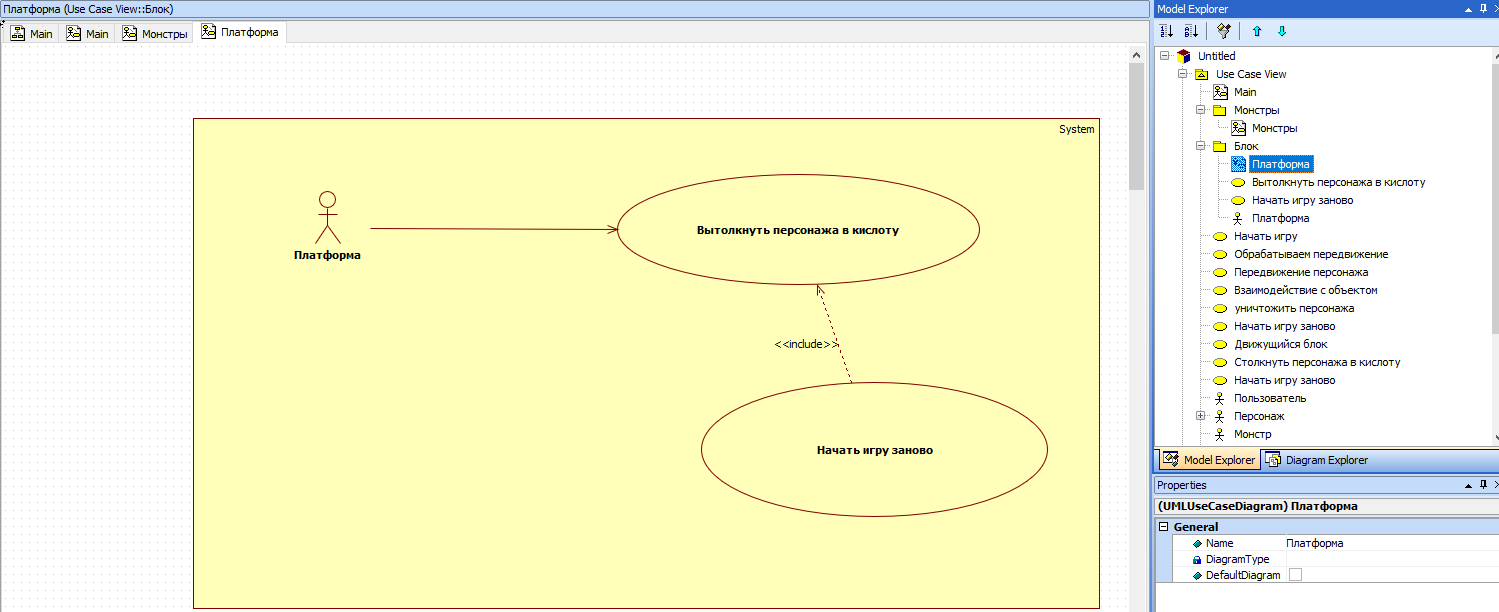 Платформа (Use Case View::Блок)
Main
Main
Монстры
Платформа
System
Платформа
Вытолкнуть персонажа в кислоту
<<include>>
Начать игру заново
Model Explorer
Untitled
Use Case View
Main
Монстры
Монстры
Блок
Платформа
Вытолкнуть персонажа в кислоту
Начать игру заново
Платформа
Начать игру
Обрабатываем передвижение
Передвижение персонажа
Взаимодействие с объектом
уничтожить персонажа
Начать игру заново
Движущийся блок
Столкнуть персонажа в кислоту
Начать игру заново
Пользователь
Персонаж
Монстр
Model Explorer
Diagram Explorer
Properties
(UMLUseCaseDiagram) Платформа
General
Name Платформа
DiagramType
DefaultDiagram